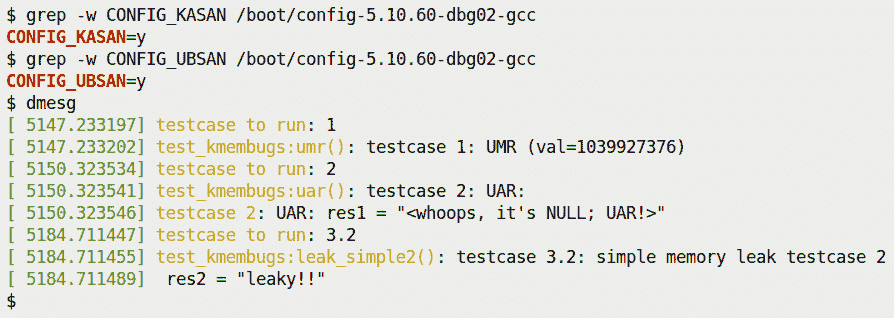 $ grep -w CONFIG_KASAN /boot/config-5.10.60-dbg02-gcc
CONFIG_KASAN=y
$ grep -w CONFIG_UBSAN /boot/config-5.10.60-dbg02-gcc
CONFIG_UBSAN=y
$ dmesg
[ 5147.233197] testcase to run: 1
[ 5147.233202] test_kmembugs:umr(): testcase 1: UMR (val=1039927376)
[ 5150.323534] testcase to run: 2
[ 5150.323541] test_kmembugs:uar(): testcase 2: UAR:
[ 5150.323546] testcase 2: UAR: res1 = "<whoops, it's NULL; UAR!>"
[ 5184.711447] testcase to run: 3.2
[ 5184.711455] test_kmembugs:leak_simple2(): testcase 3.2: simple memory leak testcase 2
[ 5184.711489]  res2 = "leaky!!"
$